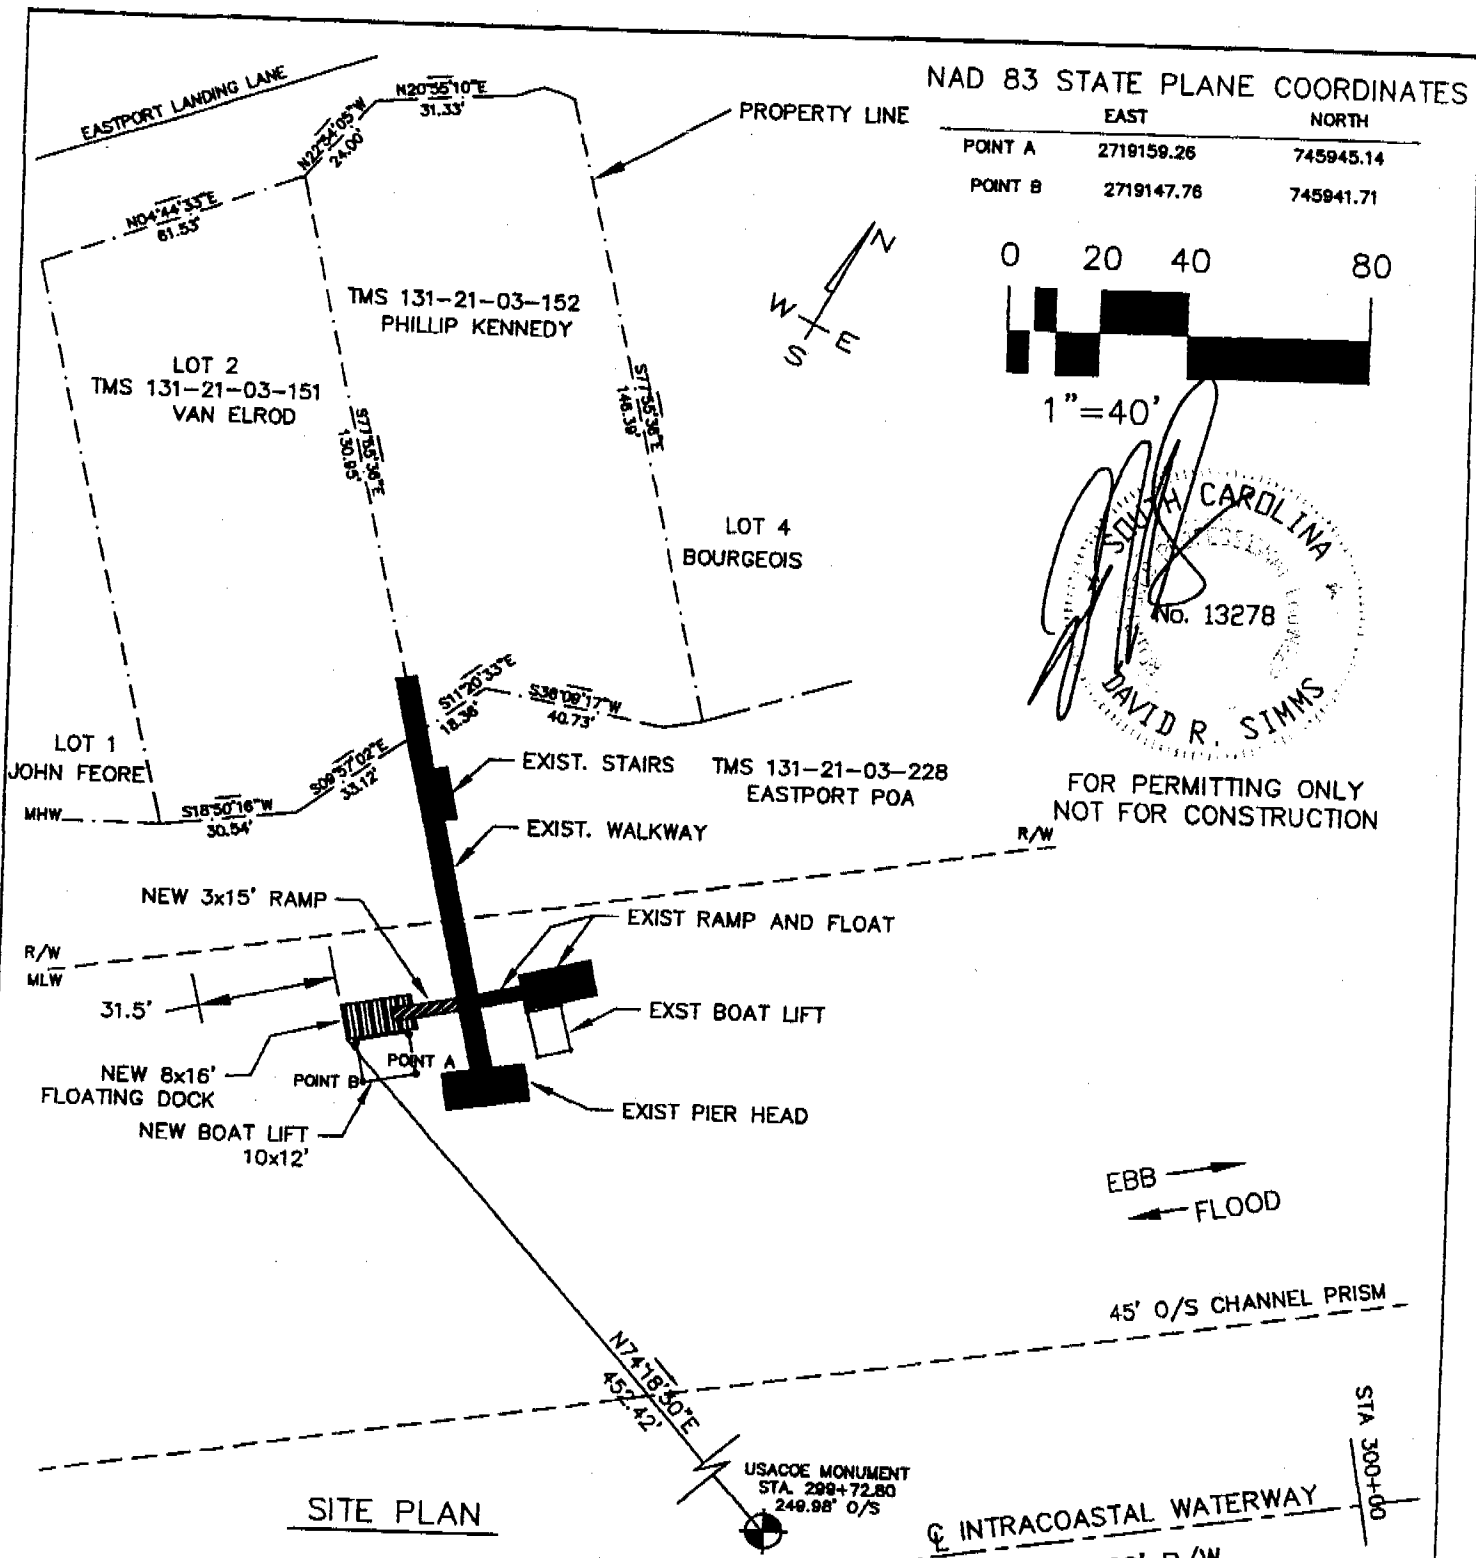 NAD 83 STATE PLANE COORDINATES
EAST NORTH
POINT A 2719159.26 745945.14
POINT B 2719147.76 745941.71
EASTPORT LANDING LANE
N20°55'10"E
31.33'
N22°54'05"W
24.00'
N04°44'33"E
61.53'
PROPERTY LINE
N
W
E
S
0 20 40 80
1"=40'
TMS 131-21-03-152
PHILLIP KENNEDY
LOT 2
TMS 131-21-03-151
VAN ELROD
S77°55'36"E
130.95'
S77°55'36"E
146.39'
LOT 4
BOURGEOIS
SOUTH CAROLINA
No. 13278
DAVID R. SIMMS
FOR PERMITTING ONLY
NOT FOR CONSTRUCTION
S11°20'33"E
18.36'
S38°09'17"W
40.73'
LOT 1
JOHN FEORE
MHW
S18°50'16"W
30.54'
S09°57'02"E
33.12'
EXIST. STAIRS
TMS 131-21-03-228
EASTPORT POA
EXIST. WALKWAY
R/W
NEW 3x15' RAMP
EXIST RAMP AND FLOAT
R/W
MLW
31.5'
EXST BOAT LIFT
NEW 8x16'
FLOATING DOCK
POINT A
POINT B
NEW BOAT LIFT
10x12'
EXIST PIER HEAD
EBB
FLOOD
45' O/S CHANNEL PRISM
N74°18'50"E
452.42'
USACOE MONUMENT
STA. 299+72.80
249.98' O/S
STA 300+00
SITE PLAN
℄ INTRACOASTAL WATERWAY
R/W